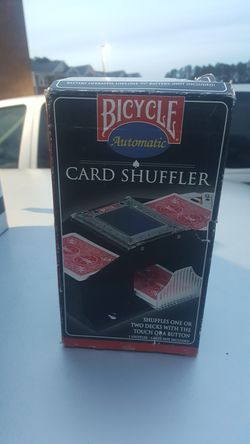 BICYCLE
Automatic
CARD SHUFFLER
SHUFFLES ONE OR
TWO DECKS WITH THE
TOUCH OF A BUTTON